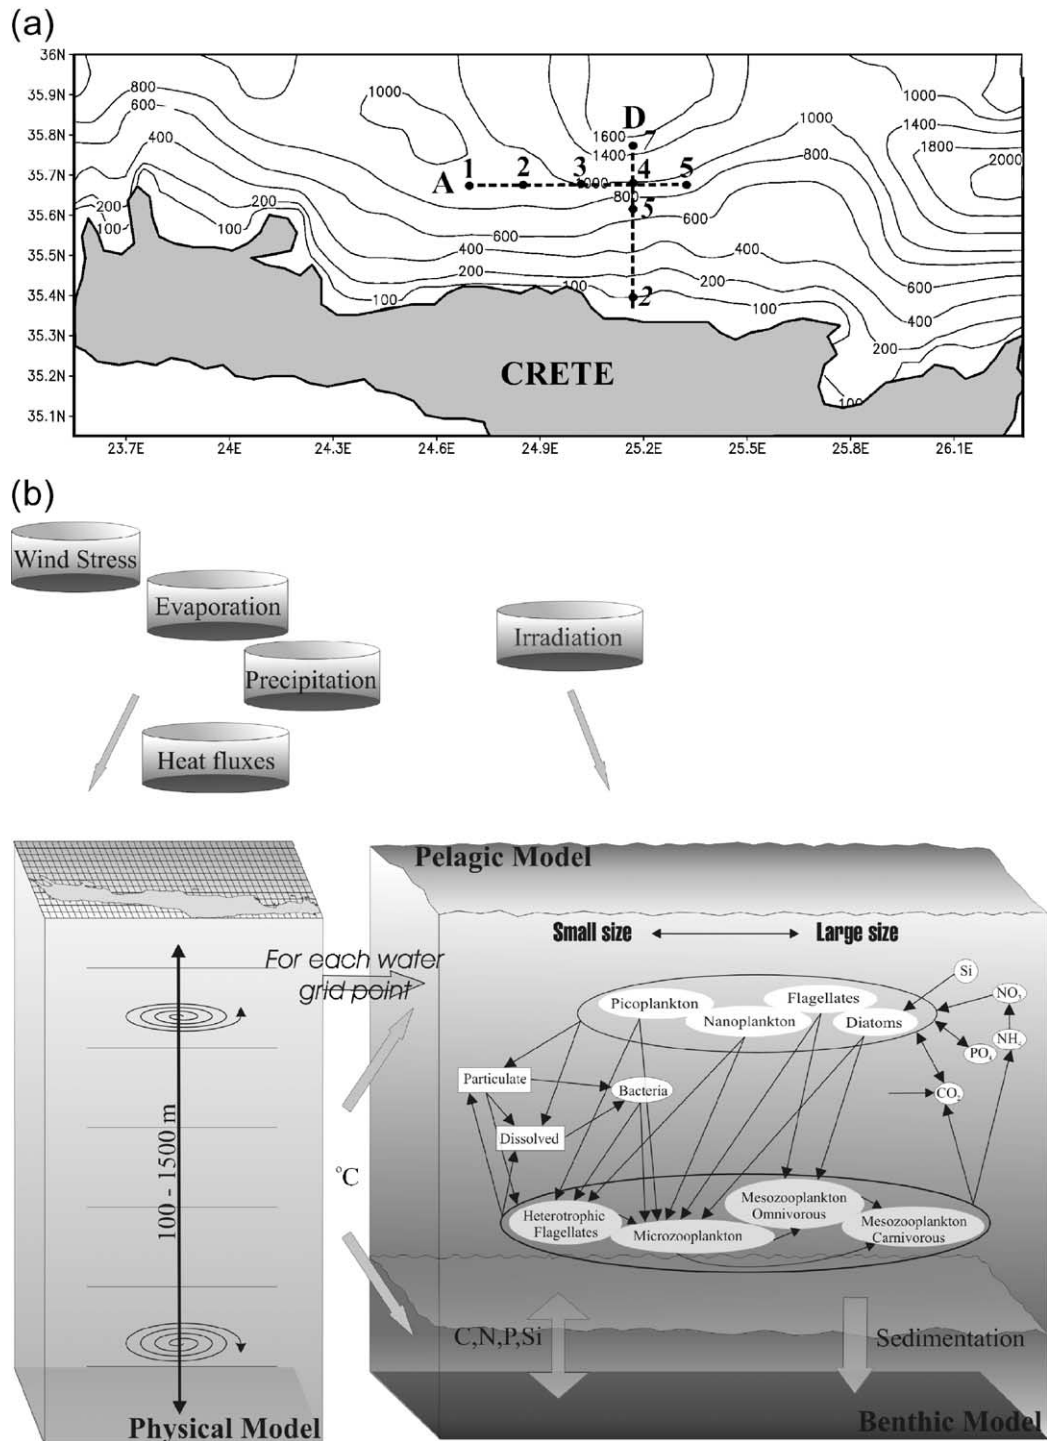 (a)
36N
35.9N
35.8N
35.7N
35.6N
35.5N
35.4N
35.3N
35.2N
35.1N
23.7E 24E 24.3E 24.6E 24.9E 25.2E 25.5E 25.8E 26.1E
800
600
400
200
100
200
100
1000
1600
1400
1000
800
600
400
200
100
600
400
200
100
1000
800
600
400
200
100
1000
1400
1800
2000
600
400
200
100
A 1 2 3 4 5
D
7
5
2
CRETE
(b)
Wind Stress
Evaporation
Precipitation
Heat fluxes
Irradiation
Pelagic Model
Small size Large size
For each water
grid point
Picoplankton
Nanoplankton
Flagellates
Diatoms
Si
NO3
NH4
PO4
CO2
Particulate
Bacteria
Dissolved
100 - 1500 m
°C
Heterotrophic
Flagellates
Microzooplankton
Mesozooplankton
Omnivorous
Mesozooplankton
Carnivorous
C,N,P,Si
Sedimentation
Physical Model
Benthic Model